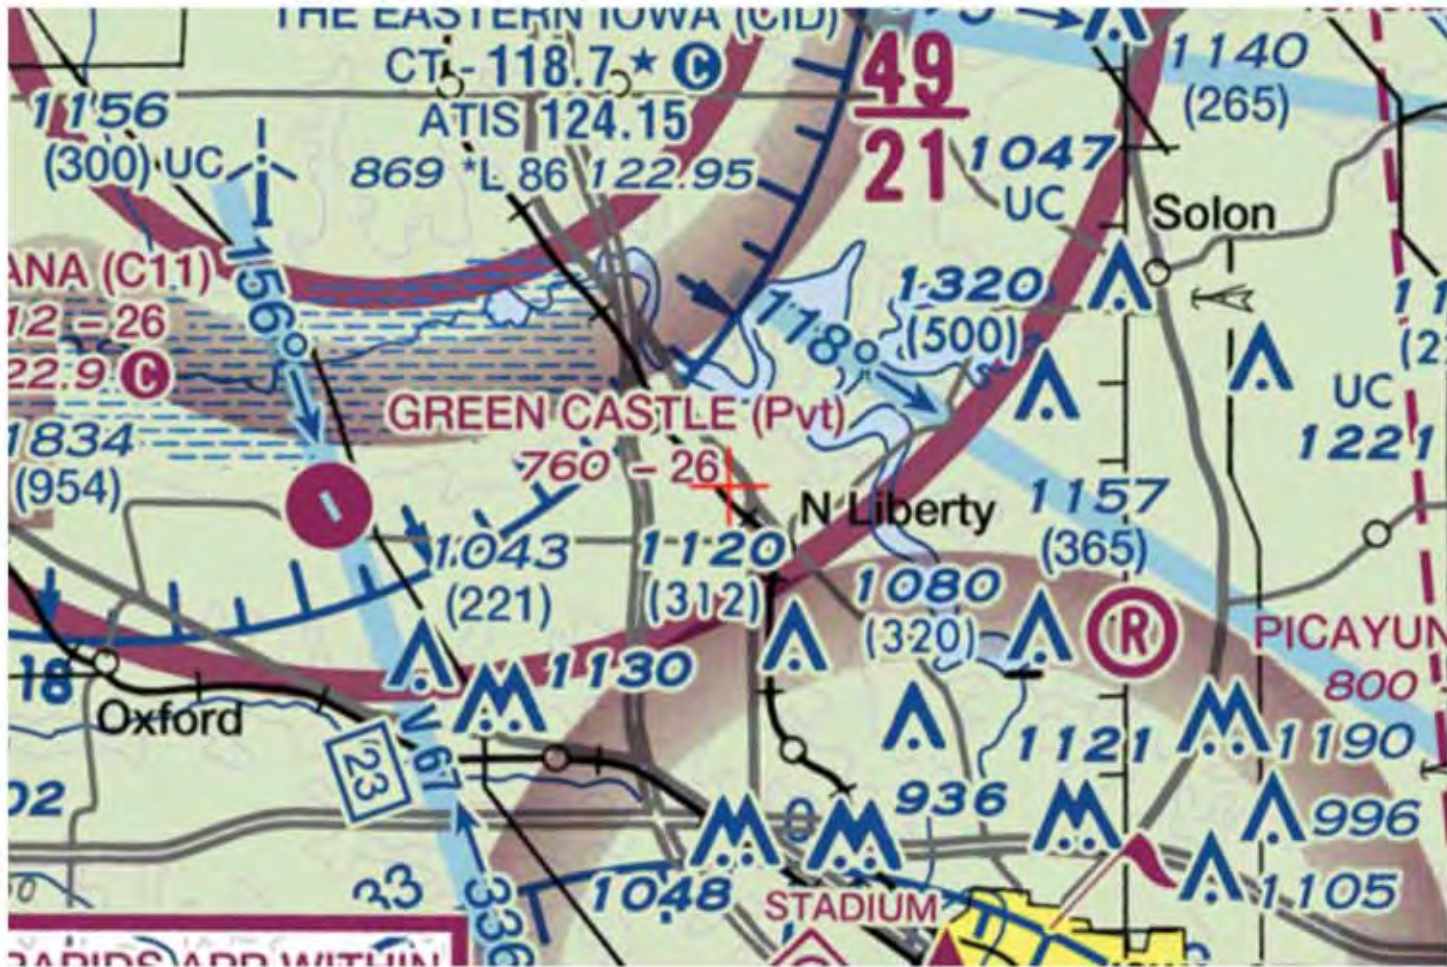 THE EASTERN IOWA (CID)
CT - 118.7 ★ C
ATIS 124.15
869 *L 86 122.95
49
21
1140
(265)
1156
(300) UC
1047
UC
Solon
ANA (C11)
12 - 26
22.9 C
156°
118°
1320
(500)
UC
1221
1834
(954)
GREEN CASTLE (Pvt)
760 - 26
N Liberty
1157
(365)
1043
(221)
1120
(312)
1080
(320)
R
PICAYUN
800
18
1130
Oxford
V 67
23
1121
1190
02
936
996
33
336
1048
STADIUM
1105
RAPIDS APP WITHIN